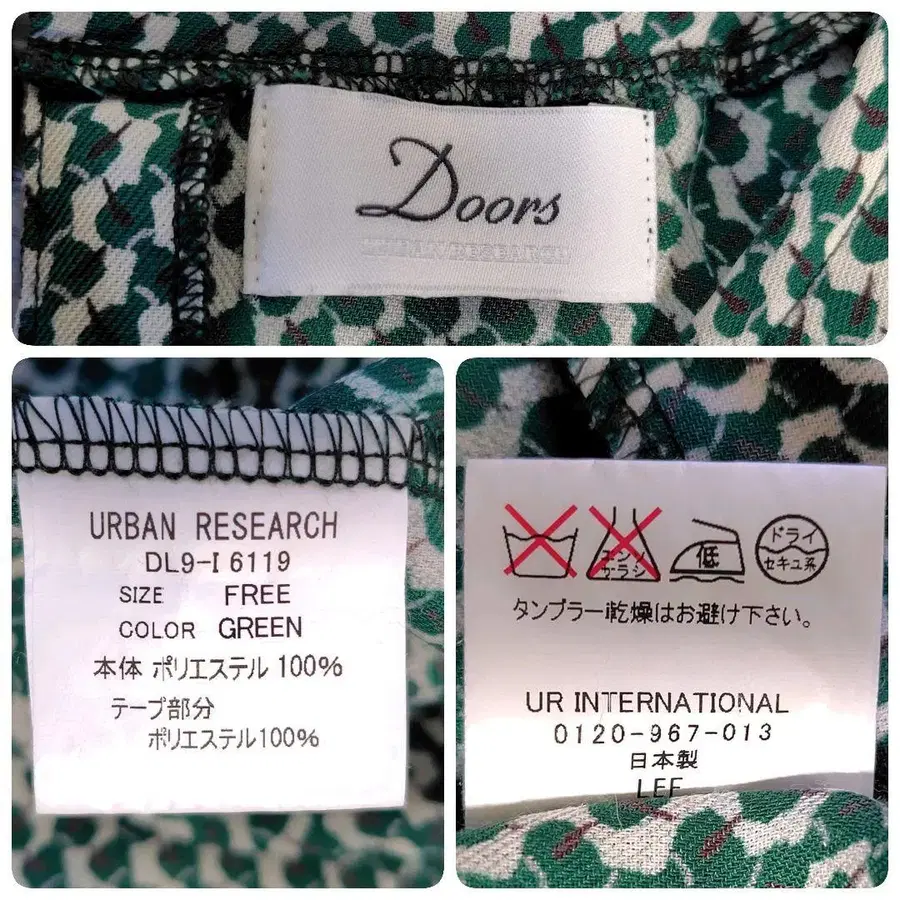 Doors
URBAN RESEARCH
URBAN RESEARCH
DL9-I 6119
SIZE FREE
COLOR GREEN
本体 ポリエステル 100%
テープ部分
ポリエステル100%
エンソ
サラシ
低
ドライ
セキユ系
タンブラー乾燥はお避け下さい。
UR INTERNATIONAL
0120-967-013
日本製
LEF